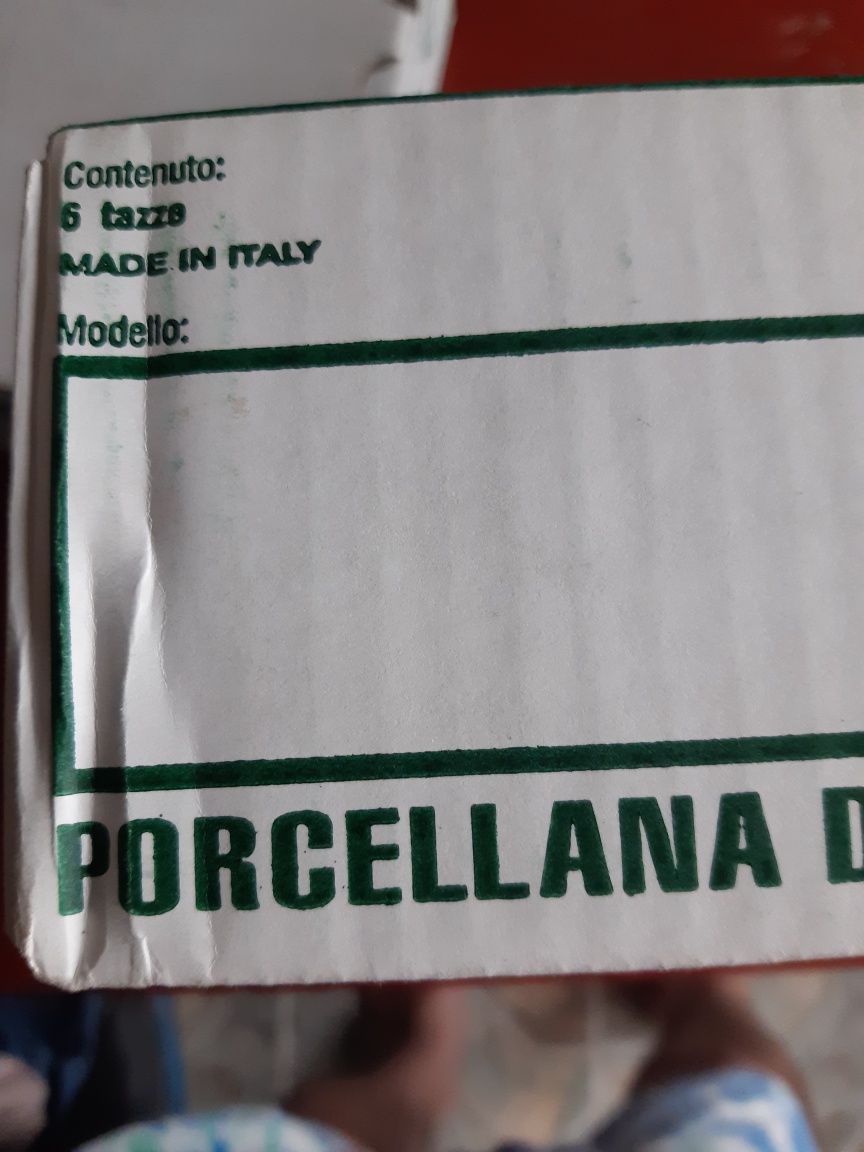 Contenuto:
6 tazze
MADE IN ITALY
Modello:
PORCELLANA